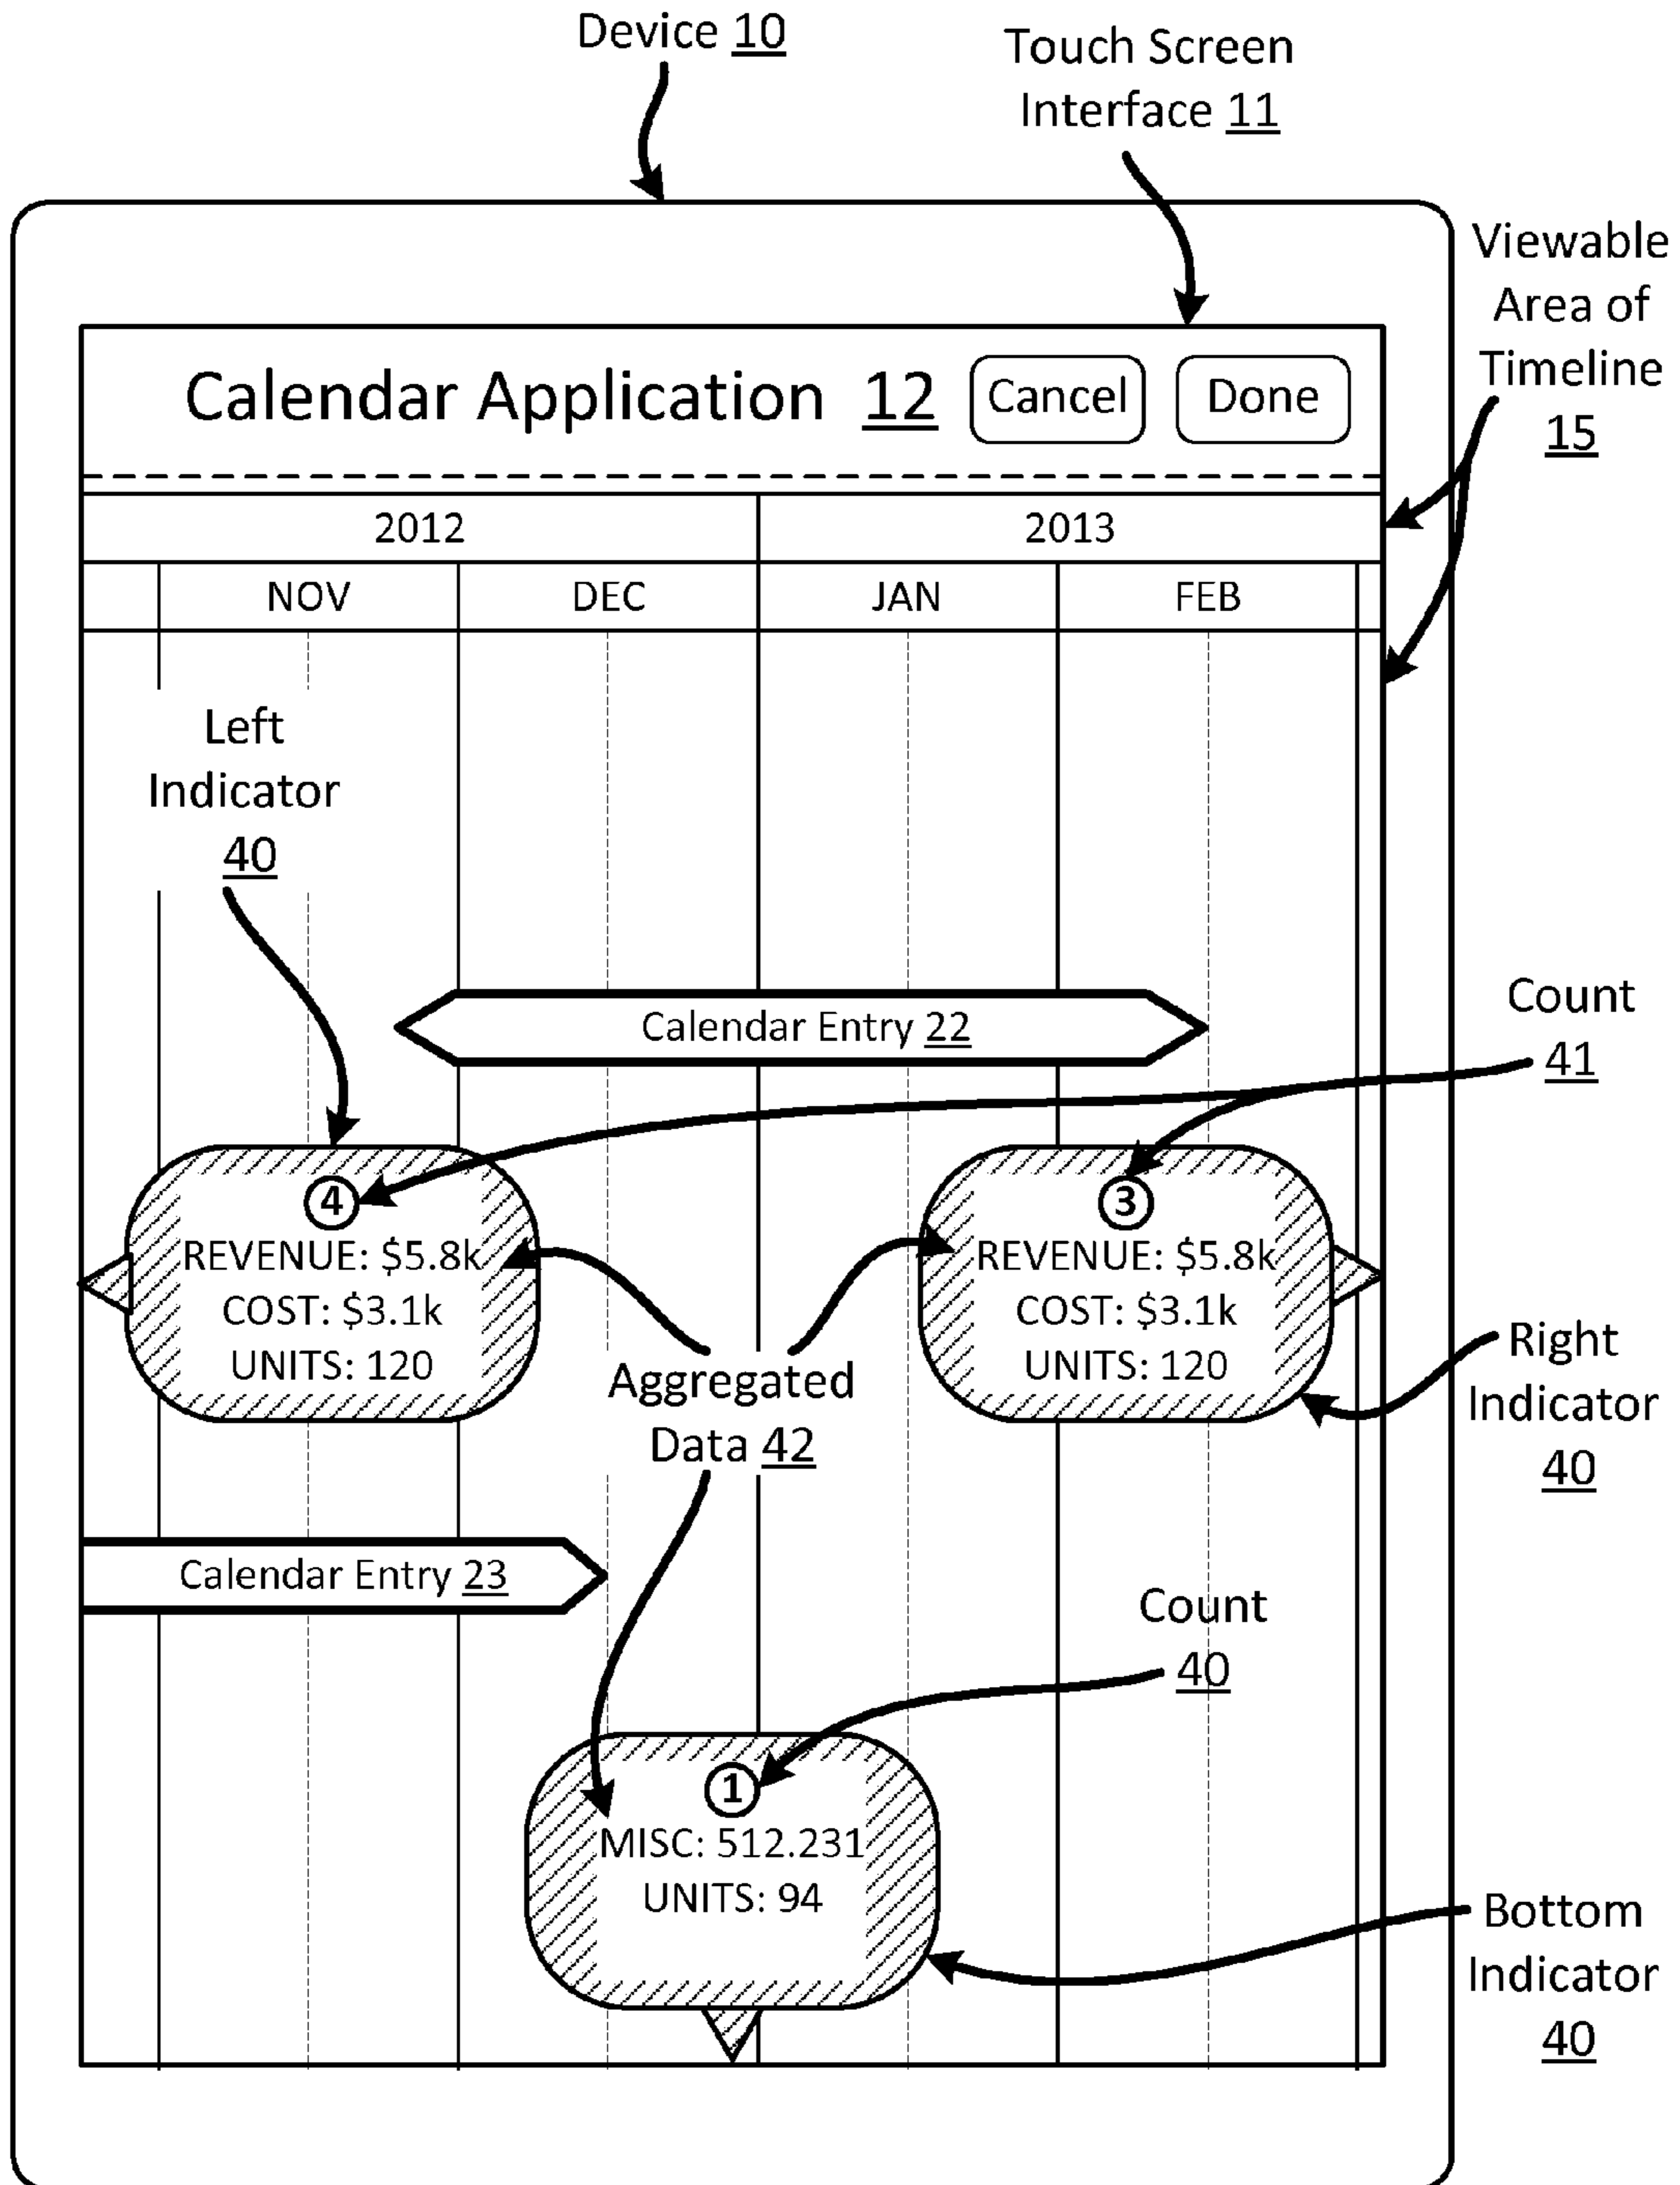 Device 10
Touch Screen
Interface 11
Viewable
Area of
Timeline
15
Calendar Application 12
Cancel
Done
2012
2013
NOV
DEC
JAN
FEB
Left
Indicator
40
Calendar Entry 22
Count
41
4
REVENUE: $5.8k
COST: $3.1k
UNITS: 120
3
REVENUE: $5.8k
COST: $3.1k
UNITS: 120
Aggregated
Data 42
Right
Indicator
40
Calendar Entry 23
Count
40
1
MISC: 512.231
UNITS: 94
Bottom
Indicator
40